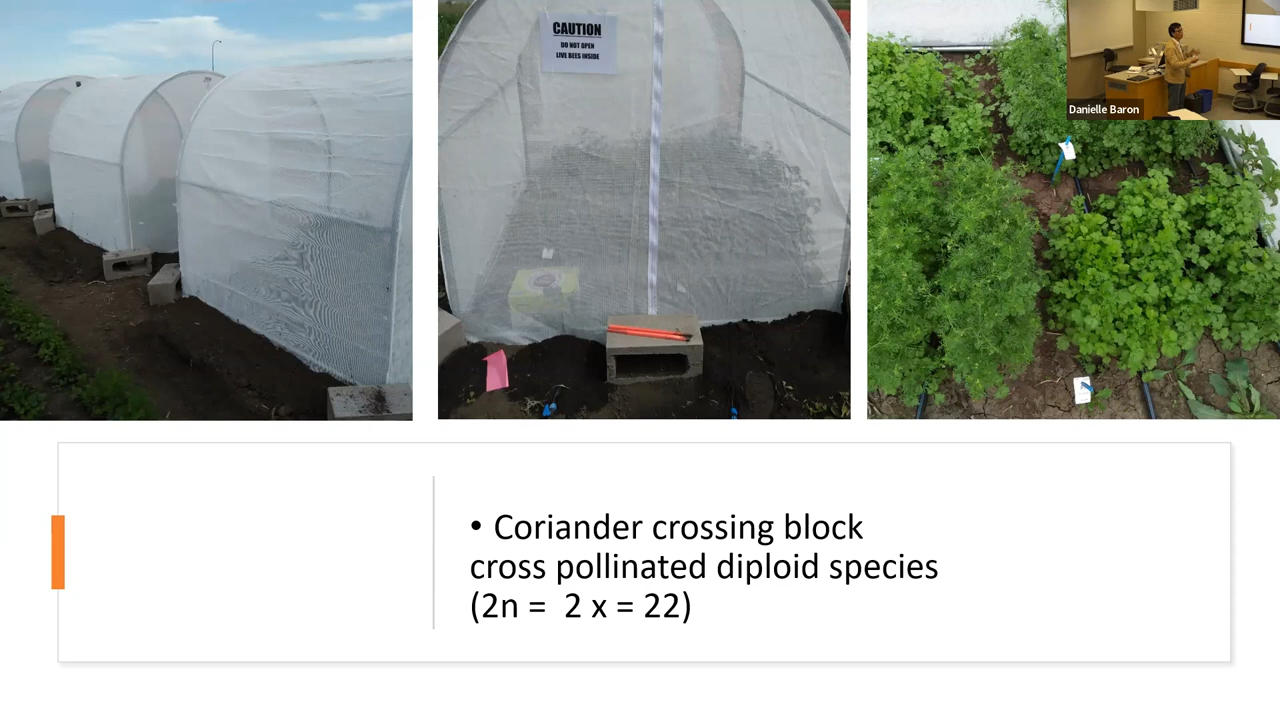 CAUTION
DO NOT OPEN
LIVE BEES INSIDE
Danielle Baron
• Coriander crossing block
cross pollinated diploid species
(2n =  2 x = 22)